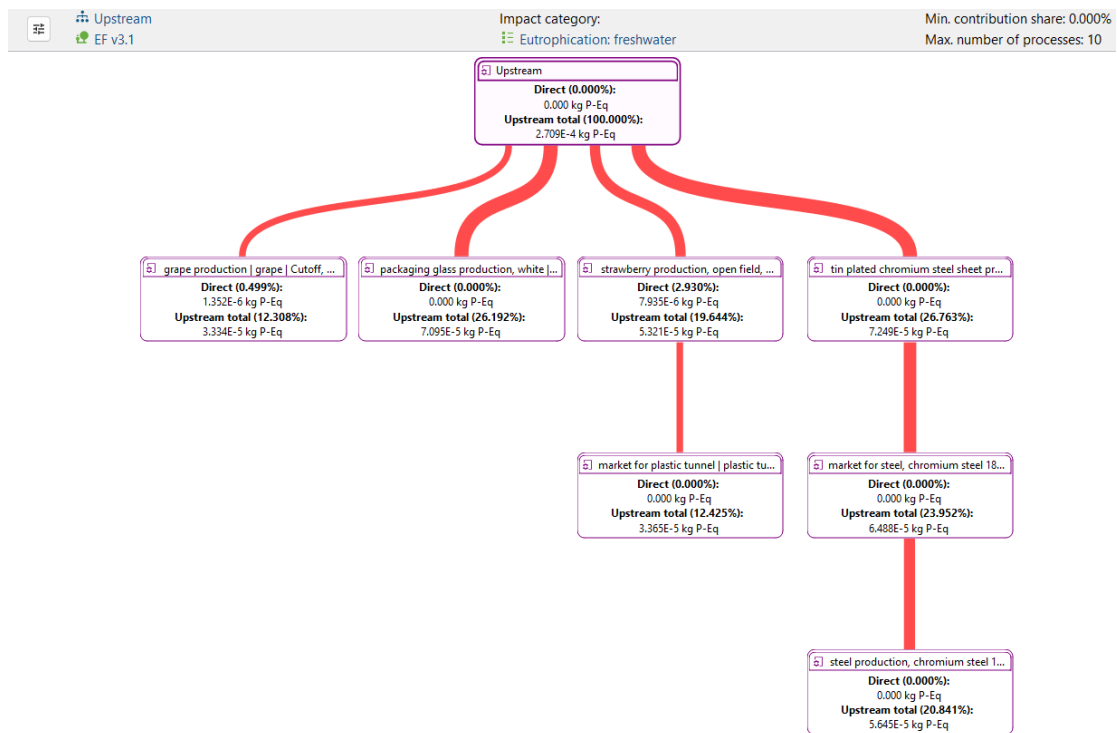 Upstream
EF v3.1
Impact category:
Eutrophication: freshwater
Min. contribution share: 0.000%
Max. number of processes: 10
Upstream
Direct (0.000%):
0.000 kg P-Eq
Upstream total (100.000%):
2.709E-4 kg P-Eq
grape production | grape | Cutoff, ...
Direct (0.499%):
1.352E-6 kg P-Eq
Upstream total (12.308%):
3.334E-5 kg P-Eq
packaging glass production, white |...
Direct (0.000%):
0.000 kg P-Eq
Upstream total (26.192%):
7.095E-5 kg P-Eq
strawberry production, open field, ...
Direct (2.930%):
7.935E-6 kg P-Eq
Upstream total (19.644%):
5.321E-5 kg P-Eq
tin plated chromium steel sheet pr...
Direct (0.000%):
0.000 kg P-Eq
Upstream total (26.763%):
7.249E-5 kg P-Eq
market for plastic tunnel | plastic tu...
Direct (0.000%):
0.000 kg P-Eq
Upstream total (12.425%):
3.365E-5 kg P-Eq
market for steel, chromium steel 18...
Direct (0.000%):
0.000 kg P-Eq
Upstream total (23.952%):
6.488E-5 kg P-Eq
steel production, chromium steel 1...
Direct (0.000%):
0.000 kg P-Eq
Upstream total (20.841%):
5.645E-5 kg P-Eq